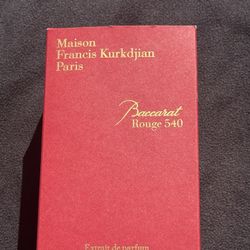 Maison
Francis Kurkdjian
Paris
Baccarat
Rouge 540
Extrait de parfum